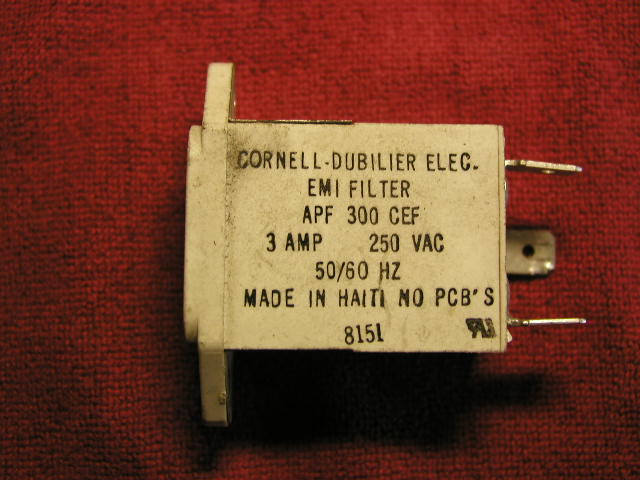 CORNELL-DUBILIER ELEC.
EMI FILTER
APF 300 CEF
3 AMP 250 VAC
50/60 HZ
MADE IN HAITI NO PCB'S
8151